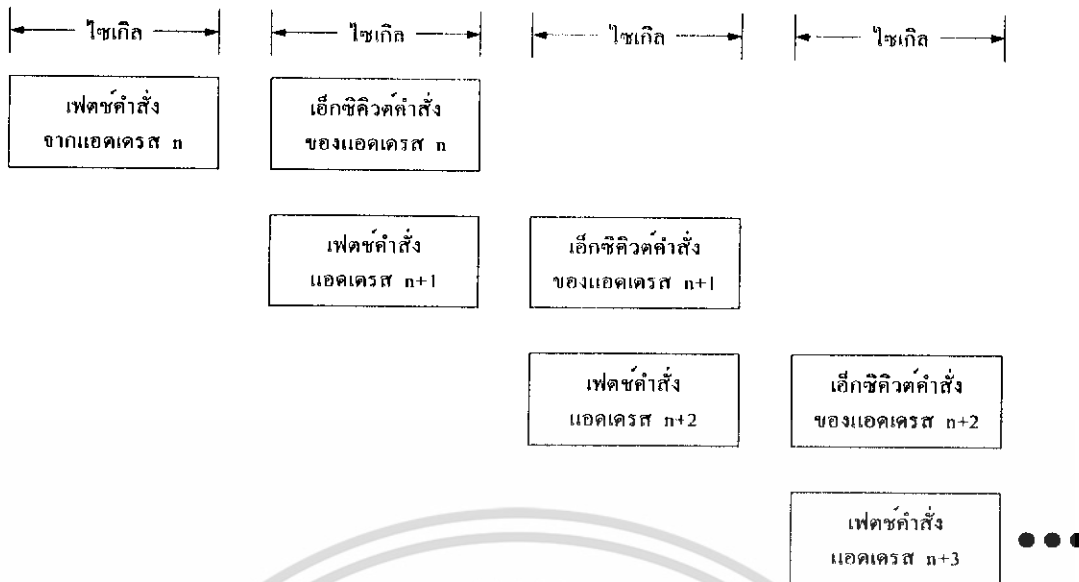 ไซเกิล ไซเกิล ไซเกิล ไซเกิล
เฟตช์คำสั่ง
จากแอดเดรส n
เอ็กซิคิวต์คำสั่ง
ของแอดเดรส n
เฟตช์คำสั่ง
แอดเดรส n+1
เอ็กซิคิวต์คำสั่ง
ของแอดเดรส n+1
เฟตช์คำสั่ง
แอดเดรส n+2
เอ็กซิคิวต์คำสั่ง
ของแอดเดรส n+2
เฟตช์คำสั่ง
แอดเดรส n+3